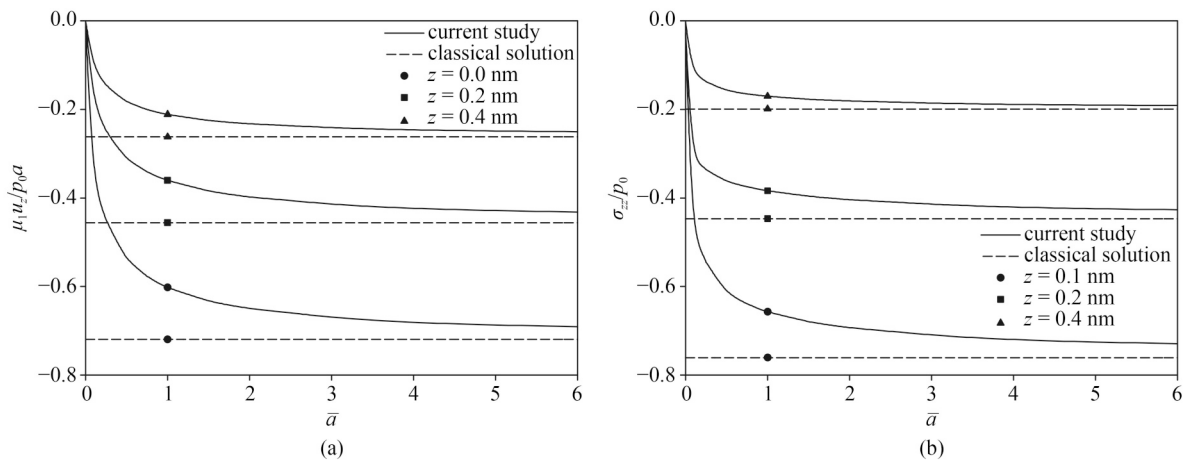 0.0
−0.2
−0.4
−0.6
−0.8
μ₁u_z/p₀a
current study
classical solution
z = 0.0 nm
z = 0.2 nm
z = 0.4 nm
0 1 2 3 4 5 6
a̅
(a)
0.0
−0.2
−0.4
−0.6
−0.8
σ_zz/p₀
current study
classical solution
z = 0.1 nm
z = 0.2 nm
z = 0.4 nm
0 1 2 3 4 5 6
a̅
(b)